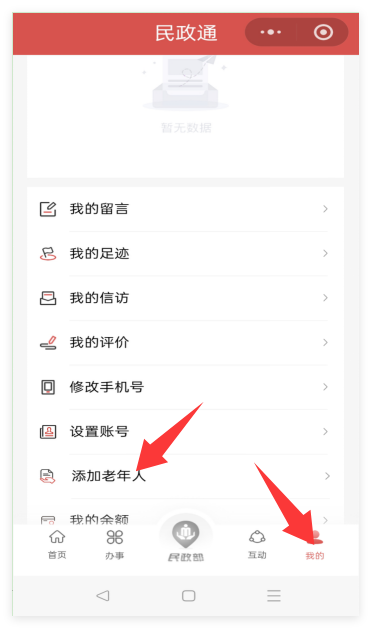 民政通
暂无数据
我的留言
我的足迹
我的信访
我的评价
修改手机号
设置账号
添加老年人
我的余额
首页
办事
民政部
互动
我的